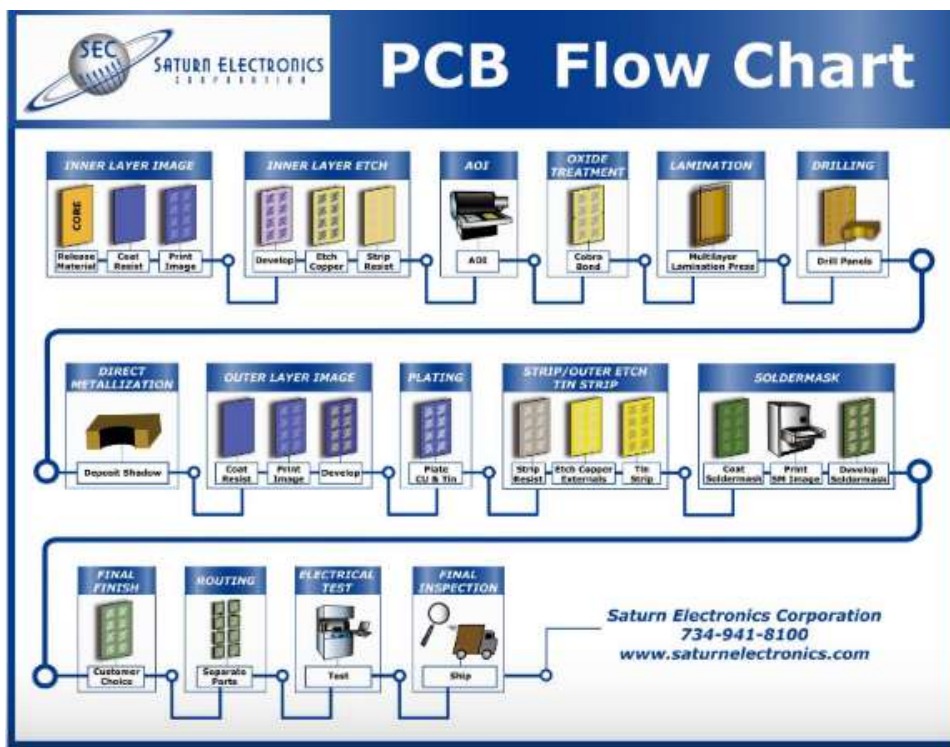 SEC
SATURN ELECTRONICS
CORPORATION
PCB Flow Chart
INNER LAYER IMAGE
CORE
Release
Material
Coat
Resist
Print
Image
INNER LAYER ETCH
Develop
Etch
Copper
Strip
Resist
AOI
AOI
OXIDE
TREATMENT
Cobra
Bond
LAMINATION
Multilayer
Lamination Press
DRILLING
Drill Panels
DIRECT
METALLIZATION
Deposit Shadow
OUTER LAYER IMAGE
Coat
Resist
Print
Image
Develop
PLATING
Plate
CU & Tin
STRIP/OUTER ETCH
TIN STRIP
Strip
Resist
Etch Copper
Externals
Tin
Strip
SOLDERMASK
Coat
Soldermask
Print
SM Image
Develop
Soldermask
FINAL
FINISH
Customer
Choice
ROUTING
Separate
Parts
ELECTRICAL
TEST
Test
FINAL
INSPECTION
Ship
Saturn Electronics Corporation
734-941-8100
www.saturnelectronics.com